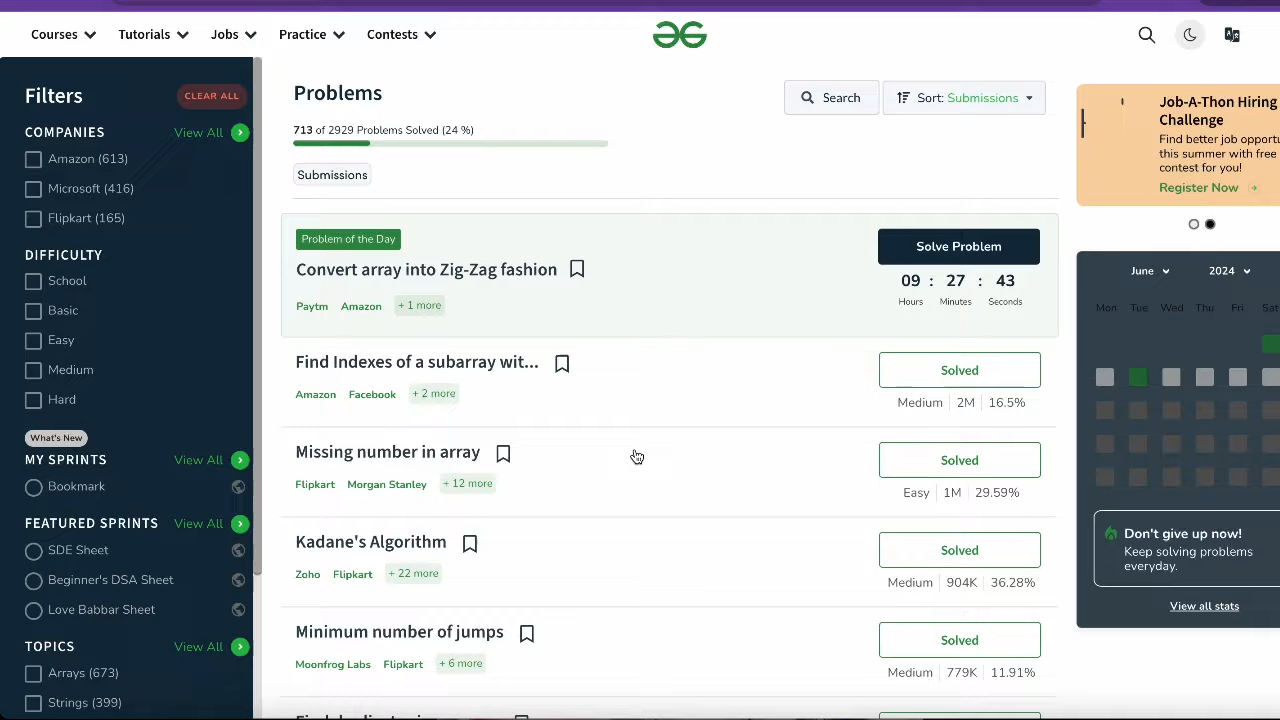 Courses
Tutorials
Jobs
Practice
Contests
Filters
CLEAR ALL
COMPANIES
View All
Amazon (613)
Microsoft (416)
Flipkart (165)
DIFFICULTY
School
Basic
Easy
Medium
Hard
What's New
MY SPRINTS
View All
Bookmark
FEATURED SPRINTS
View All
SDE Sheet
Beginner's DSA Sheet
Love Babbar Sheet
TOPICS
View All
Arrays (673)
Strings (399)
Problems
Search
Sort: Submissions
713 of 2929 Problems Solved (24 %)
Submissions
Problem of the Day
Convert array into Zig-Zag fashion
Paytm Amazon + 1 more
Solve Problem
09 : 27 : 43
Hours Minutes Seconds
Find Indexes of a subarray wit...
Amazon Facebook + 2 more
Solved
Medium 2M 16.5%
Missing number in array
Flipkart Morgan Stanley + 12 more
Solved
Easy 1M 29.59%
Kadane's Algorithm
Zoho Flipkart + 22 more
Solved
Medium 904K 36.28%
Minimum number of jumps
Moonfrog Labs Flipkart + 6 more
Solved
Medium 779K 11.91%
Job-A-Thon Hiring
Challenge
Find better job opportu
this summer with free
contest for you!
Register Now
June 2024
Mon Tue Wed Thu Fri Sat
Don't give up now!
Keep solving problems
everyday.
View all stats